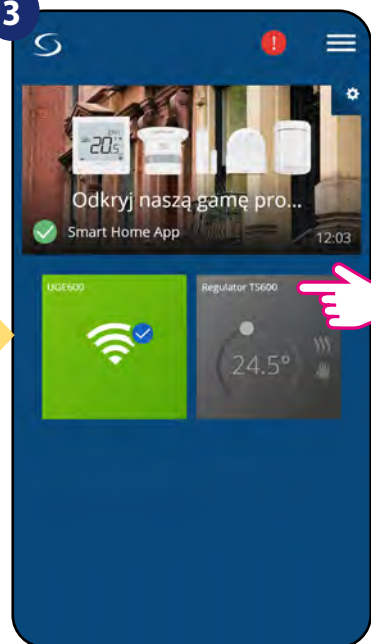 3
Odkryj naszą gamę pro...
Smart Home App
12:03
UGE600
Regulator TS600
24.5°